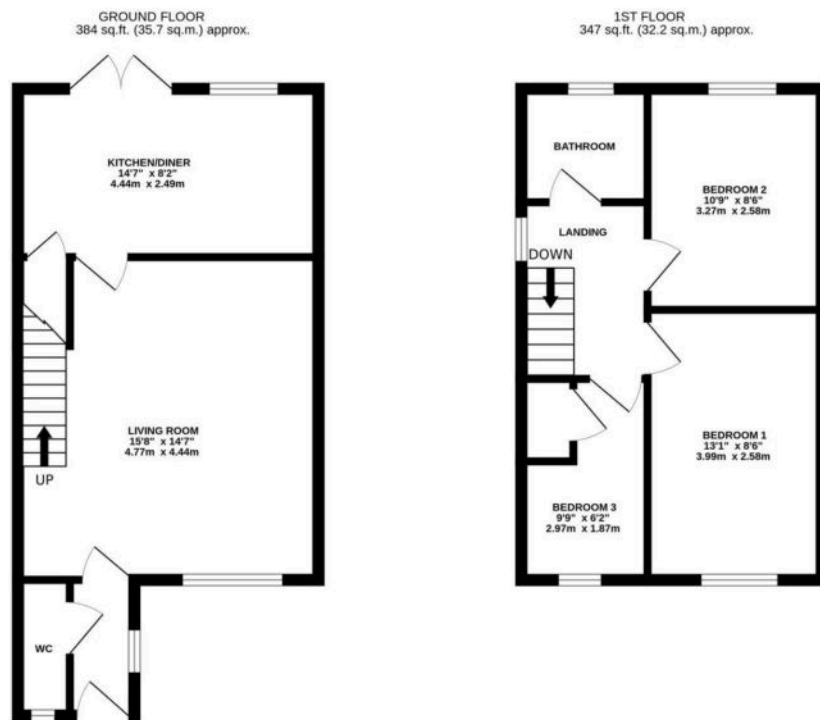 GROUND FLOOR
384 sq.ft. (35.7 sq.m.) approx.
KITCHEN/DINER
14'7" x 8'2"
4.44m x 2.49m
LIVING ROOM
15'8" x 14'7"
4.77m x 4.44m
UP
WC
1ST FLOOR
347 sq.ft. (32.2 sq.m.) approx.
BATHROOM
BEDROOM 2
10'9" x 8'6"
3.27m x 2.58m
LANDING
DOWN
BEDROOM 1
13'1" x 8'6"
3.99m x 2.58m
BEDROOM 3
9'9" x 6'2"
2.97m x 1.87m